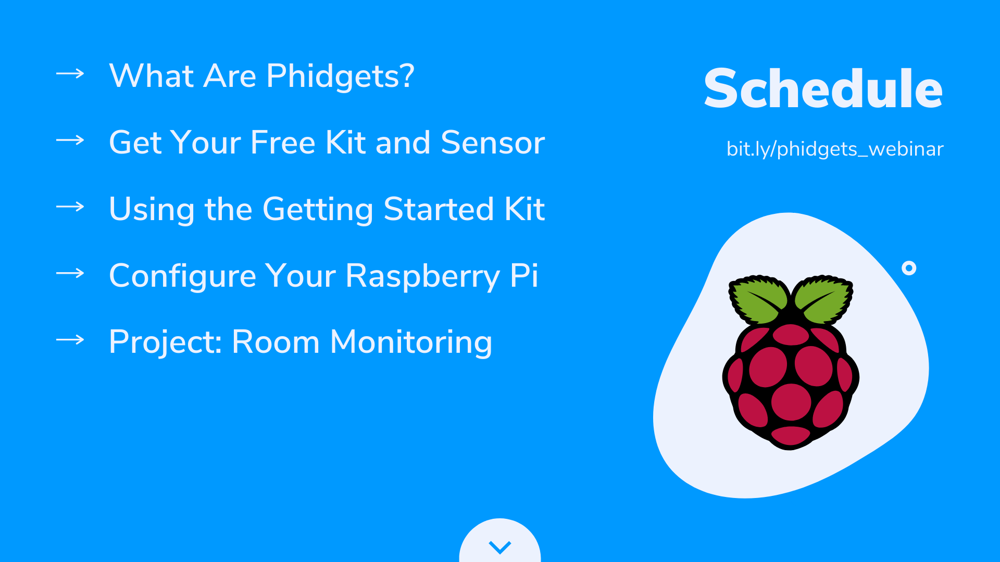 What Are Phidgets?
Get Your Free Kit and Sensor
Using the Getting Started Kit
Configure Your Raspberry Pi
Project: Room Monitoring
Schedule
bit.ly/phidgets_webinar